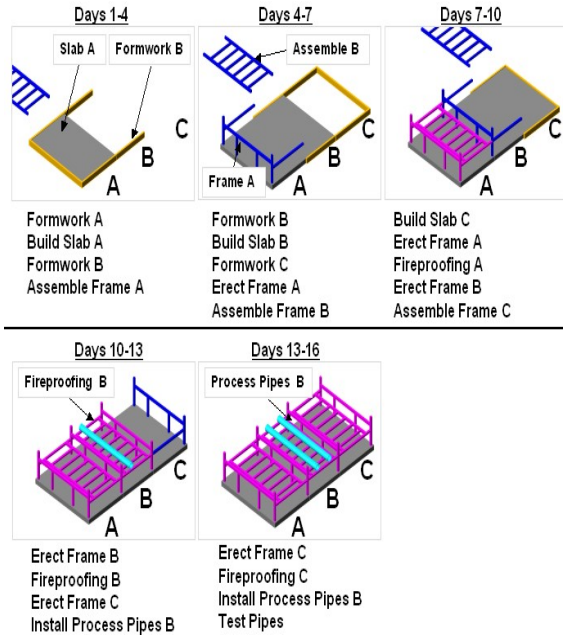 Days 1-4
Slab A
Formwork B
A
B
C
Formwork A
Build Slab A
Formwork B
Assemble Frame A
Days 4-7
Assemble B
Frame A
A
B
C
Formwork B
Build Slab B
Formwork C
Erect Frame A
Assemble Frame B
Days 7-10
A
B
C
Build Slab C
Erect Frame A
Fireproofing A
Erect Frame B
Assemble Frame C
Days 10-13
Fireproofing B
A
B
C
Erect Frame B
Fireproofing B
Erect Frame C
Install Process Pipes B
Days 13-16
Process Pipes B
A
B
C
Erect Frame C
Fireproofing C
Install Process Pipes B
Test Pipes